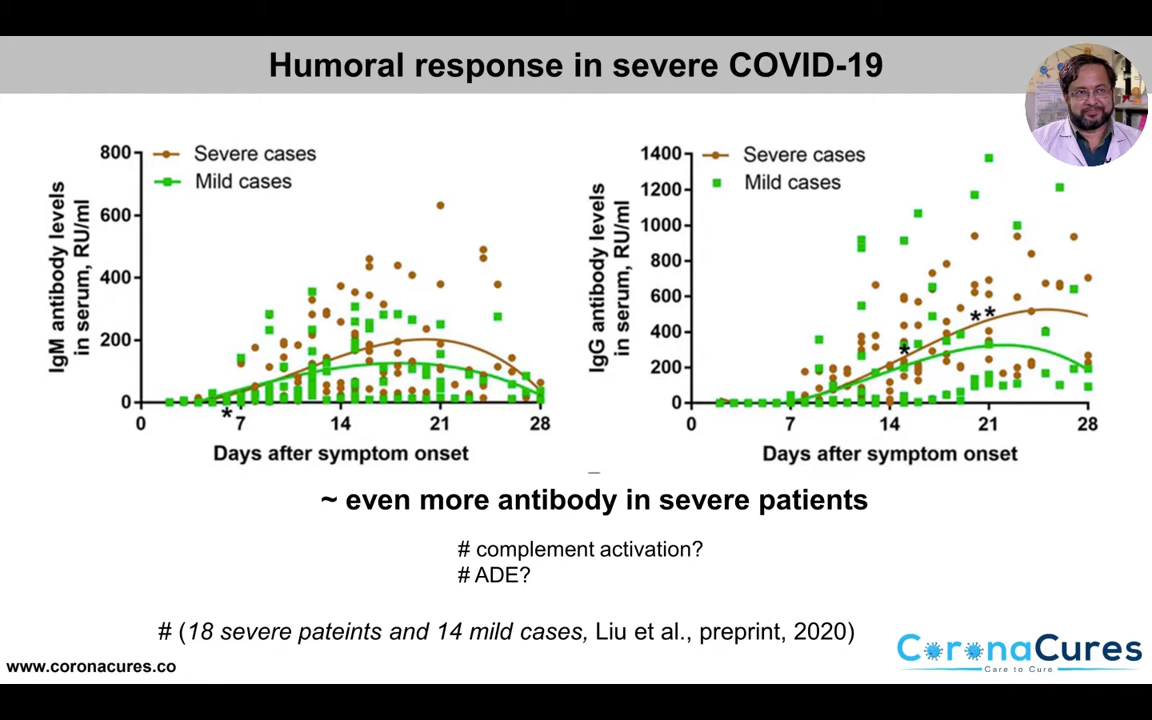 Humoral response in severe COVID-19
Severe cases
Mild cases
IgM antibody levels
in serum, RU/ml
800
600
400
200
0
0
*
7
14
21
28
Days after symptom onset
Severe cases
Mild cases
IgG antibody levels
in serum, RU/ml
1400
1200
1000
800
600
400
200
0
*
**
0
7
14
21
28
Days after symptom onset
~ even more antibody in severe patients
# complement activation?
# ADE?
# (18 severe pateints and 14 mild cases, Liu et al., preprint, 2020)
CoronaCures
Care to Cure
www.coronacures.co